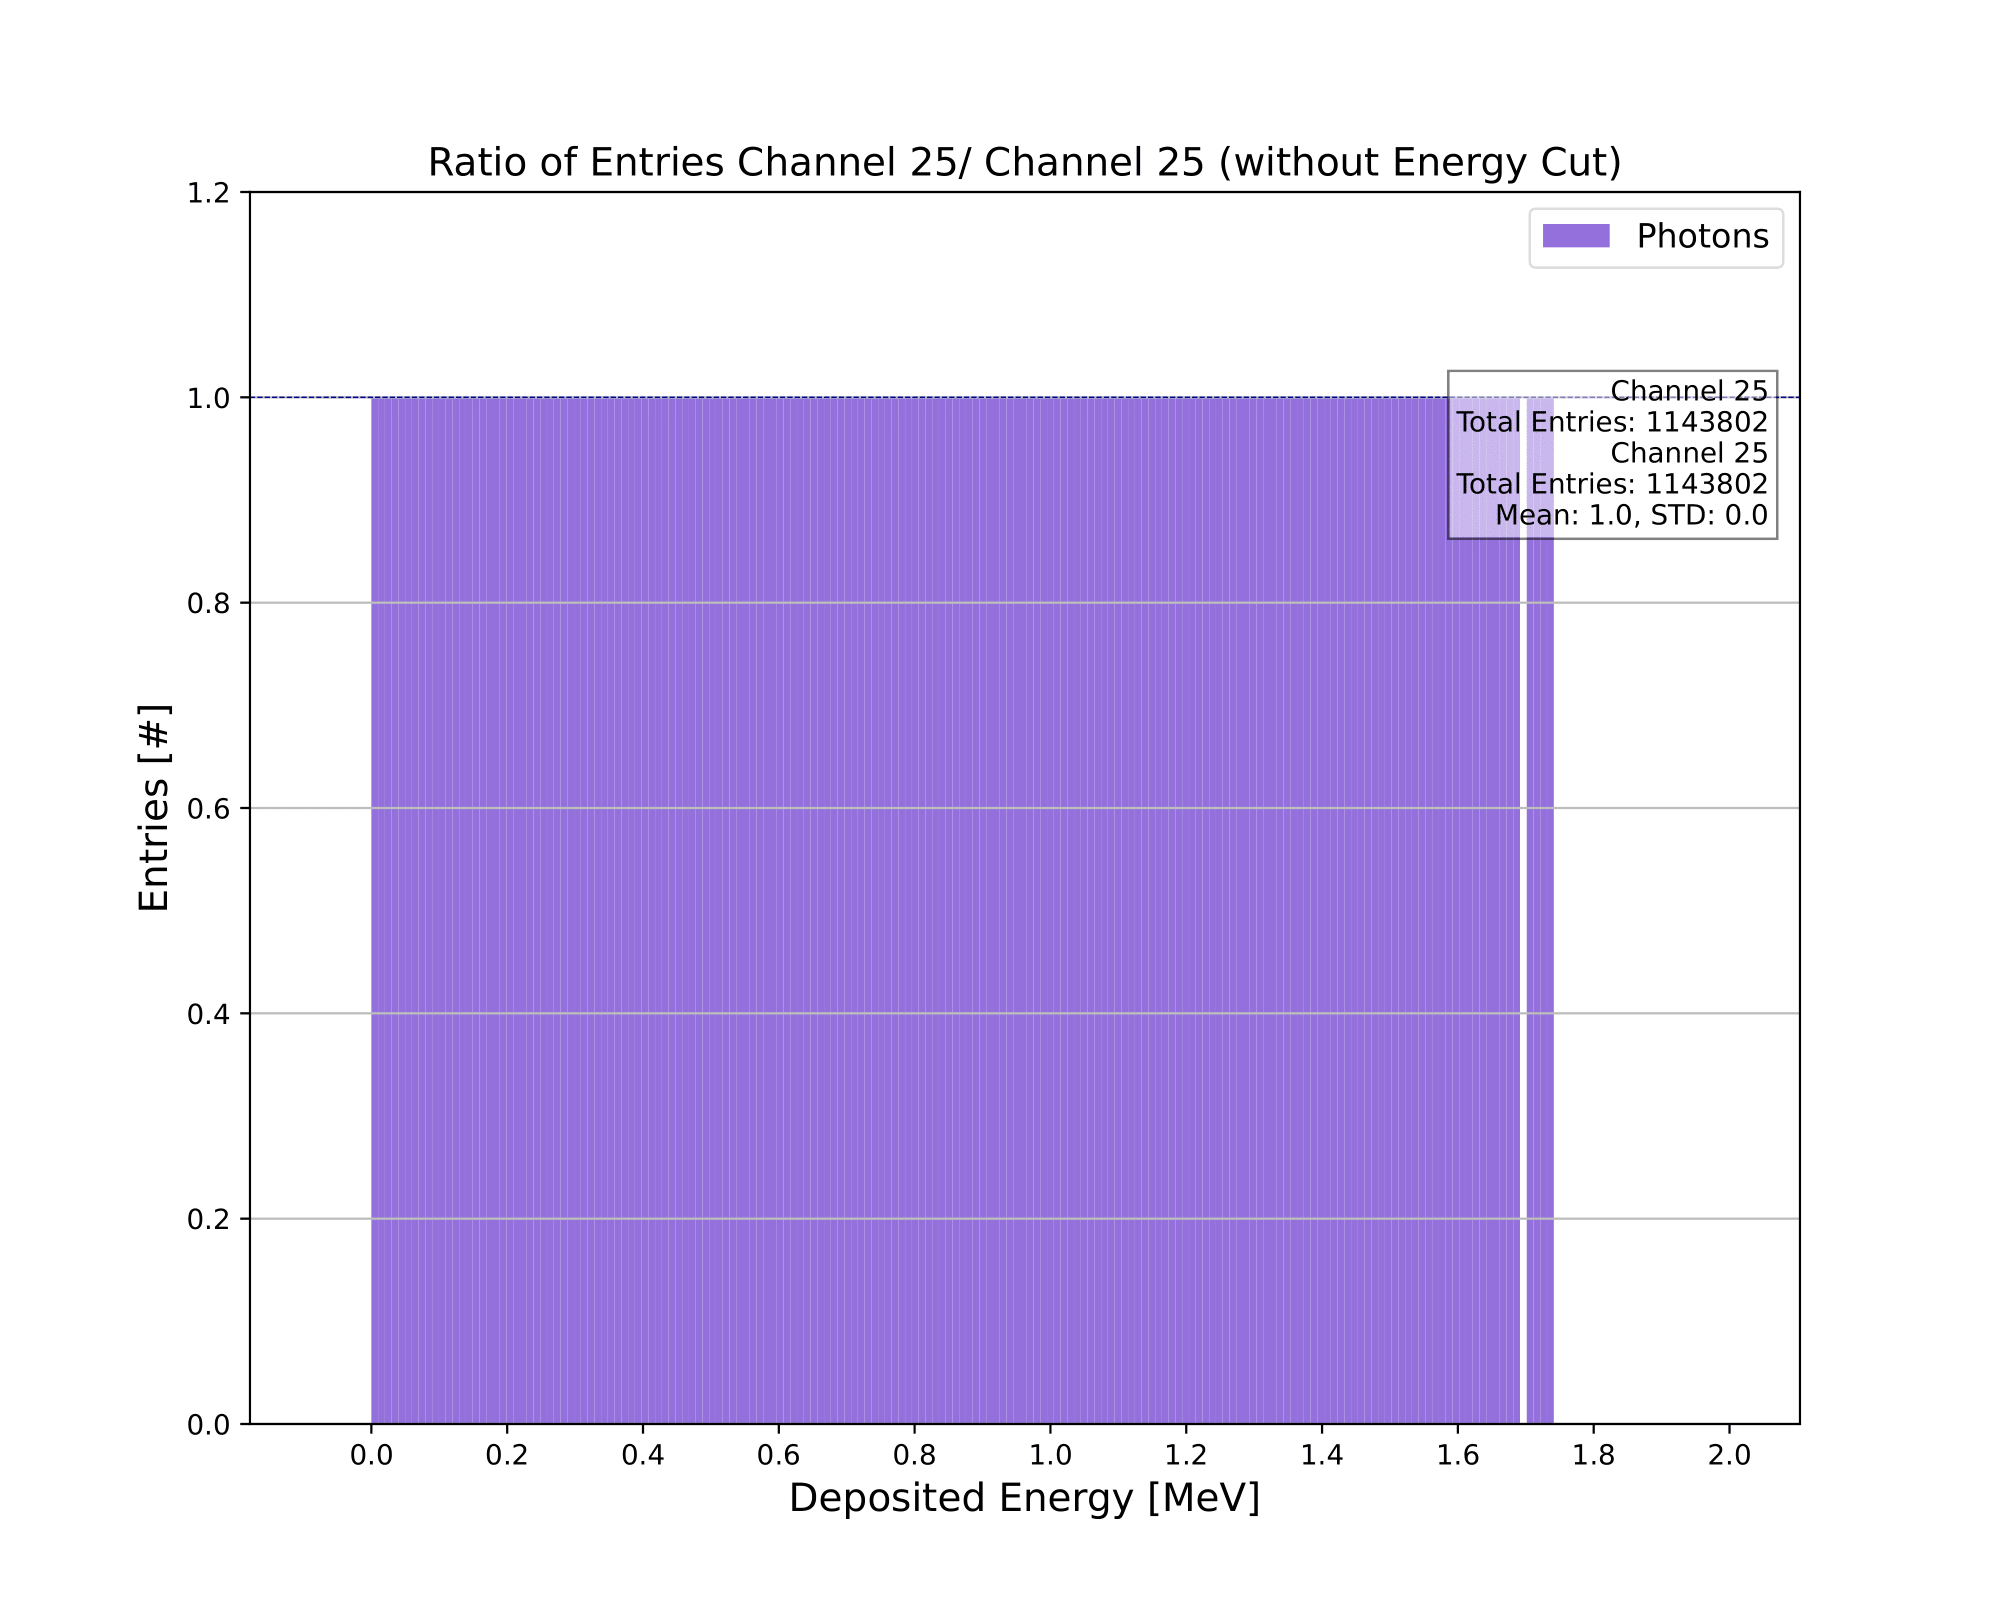 Ratio of Entries Channel 25/ Channel 25 (without Energy Cut)
1.2
Photons
1.0
Channel 25
Total Entries: 1143802
Channel 25
Total Entries: 1143802
Mean: 1.0, STD: 0.0
0.8
0.6
0.4
0.2
0.0
Entries [#]
0.0 0.2 0.4 0.6 0.8 1.0 1.2 1.4 1.6 1.8 2.0
Deposited Energy [MeV]